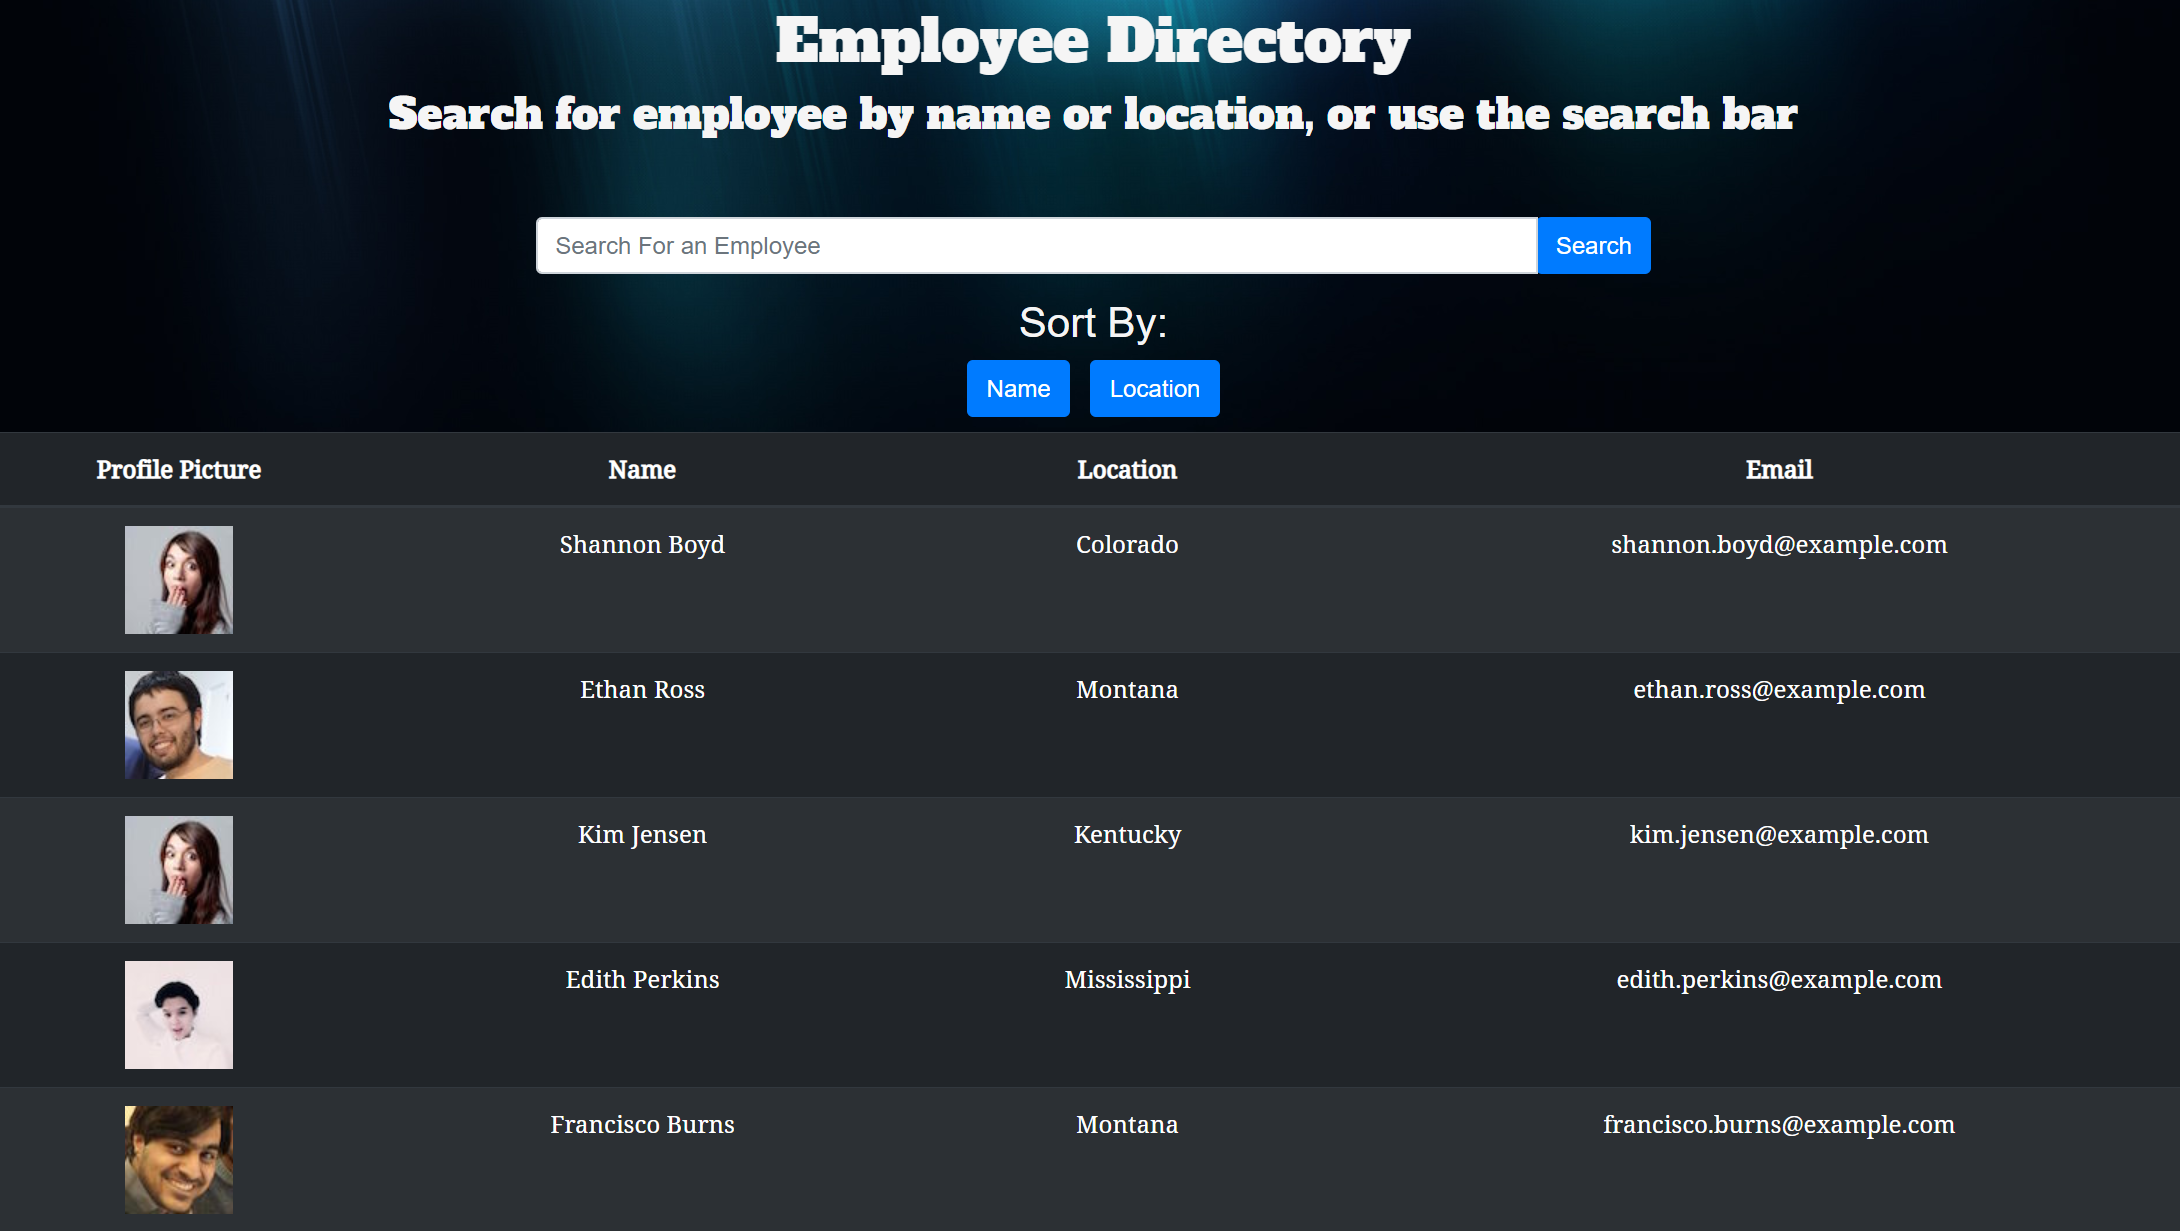 Employee Directory
Search for employee by name or location, or use the search bar
Search For an Employee Search
Sort By:
Name Location
Profile Picture Name Location Email
Shannon Boyd Colorado shannon.boyd@example.com
Ethan Ross Montana ethan.ross@example.com
Kim Jensen Kentucky kim.jensen@example.com
Edith Perkins Mississippi edith.perkins@example.com
Francisco Burns Montana francisco.burns@example.com